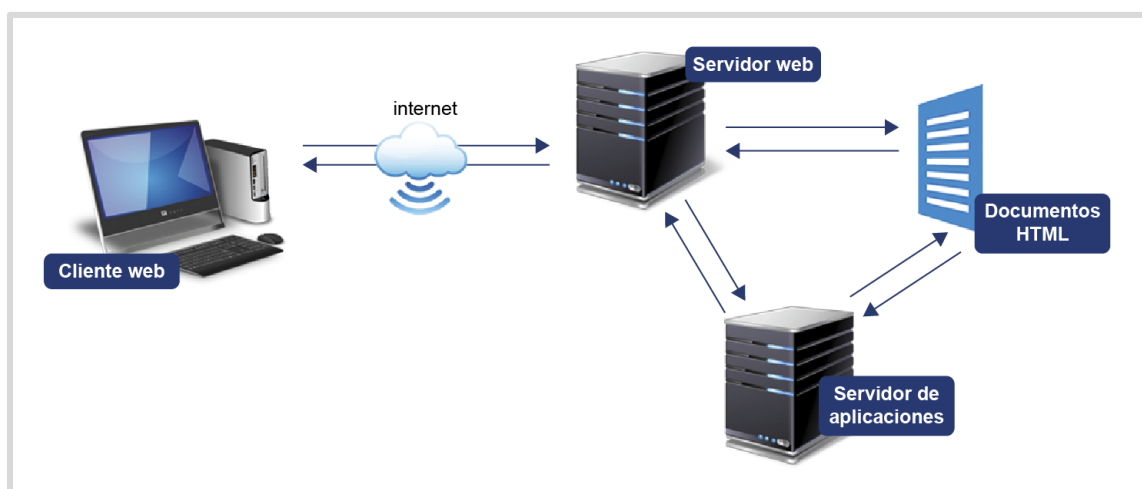 Servidor web
internet
Cliente web
Documentos
HTML
Servidor de
aplicaciones